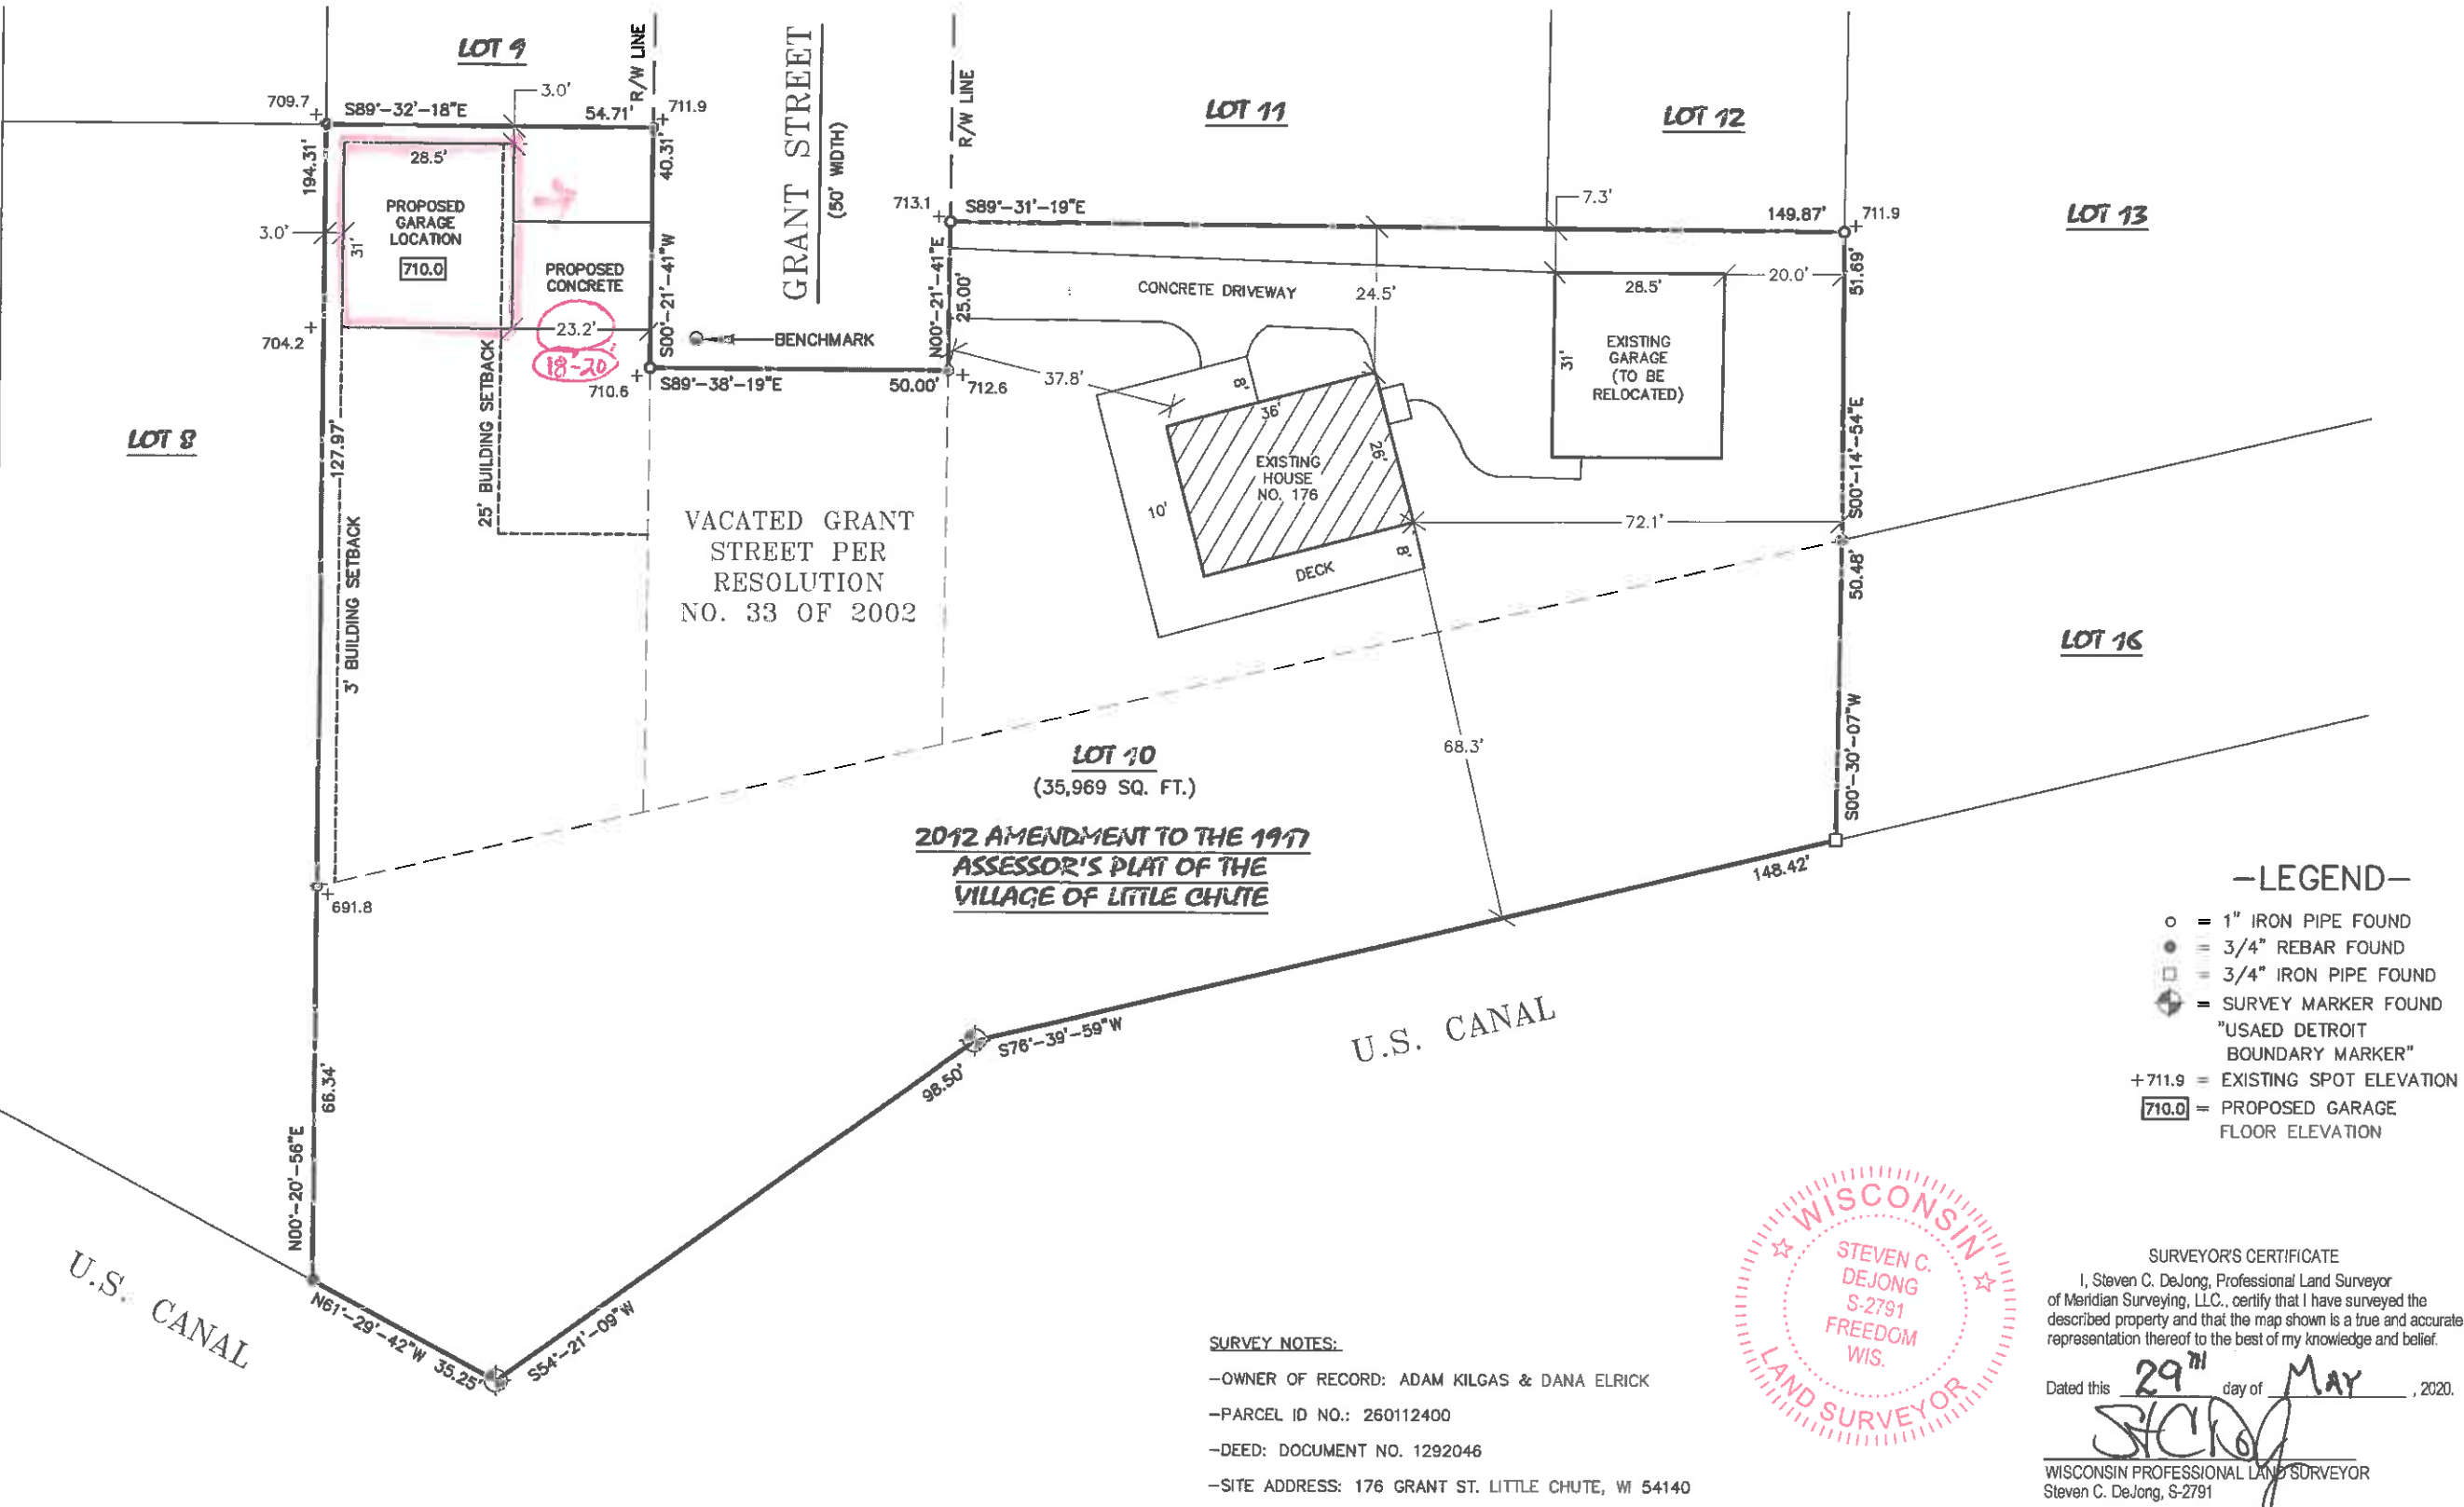 LOT 9
R/W LINE
GRANT STREET
(50' WIDTH)
R/W LINE
LOT 11
LOT 12
LOT 13
709.7
S89°-32'-18"E
3.0'
54.71'
711.9
194.31'
28.5'
40.31'
PROPOSED
GARAGE
LOCATION
710.0
31'
3.0'
PROPOSED
CONCRETE
23.2'
18-20'
S00°-21'-41"W
704.2
710.6
BENCHMARK
S89°-38'-19"E
50.00'
712.6
713.1
S89°-31'-19"E
N00°-21'-41"E
25.00'
7.3'
149.87'
711.9
CONCRETE DRIVEWAY
24.5'
28.5'
20.0'
51.69'
EXISTING
GARAGE
(TO BE
RELOCATED)
31'
37.8'
8'
36'
26'
EXISTING
HOUSE
NO. 176
10'
DECK
8'
72.1'
S00°-14'-54"E
50.48'
LOT 8
127.97'
25' BUILDING SETBACK
3' BUILDING SETBACK
VACATED GRANT
STREET PER
RESOLUTION
NO. 33 OF 2002
LOT 16
S00°-30'-07"W
68.3'
LOT 10
(35,969 SQ. FT.)
2012 AMENDMENT TO THE 1917
ASSESSOR'S PLAT OF THE
VILLAGE OF LITTLE CHUTE
148.42'
691.8
66.34'
N00°-20'-56"E
S76°-39'-59"W
98.50'
U.S. CANAL
U.S. CANAL
N61°-29'-42"W 35.25'
S54°-21'-09"W
-LEGEND-
= 1" IRON PIPE FOUND
= 3/4" REBAR FOUND
= 3/4" IRON PIPE FOUND
= SURVEY MARKER FOUND
"USAED DETROIT
BOUNDARY MARKER"
+711.9 = EXISTING SPOT ELEVATION
710.0 = PROPOSED GARAGE
FLOOR ELEVATION
SURVEY NOTES:
-OWNER OF RECORD: ADAM KILGAS & DANA ELRICK
-PARCEL ID NO.: 260112400
-DEED: DOCUMENT NO. 1292046
-SITE ADDRESS: 176 GRANT ST. LITTLE CHUTE, WI 54140
WISCONSIN
STEVEN C.
DEJONG
S-2791
FREEDOM
WIS.
LAND SURVEYOR
SURVEYOR'S CERTIFICATE
I, Steven C. DeJong, Professional Land Surveyor
of Meridian Surveying, LLC., certify that I have surveyed the
described property and that the map shown is a true and accurate
representation thereof to the best of my knowledge and belief.
Dated this 29TH day of MAY, 2020.
WISCONSIN PROFESSIONAL LAND SURVEYOR
Steven C. DeJong, S-2791